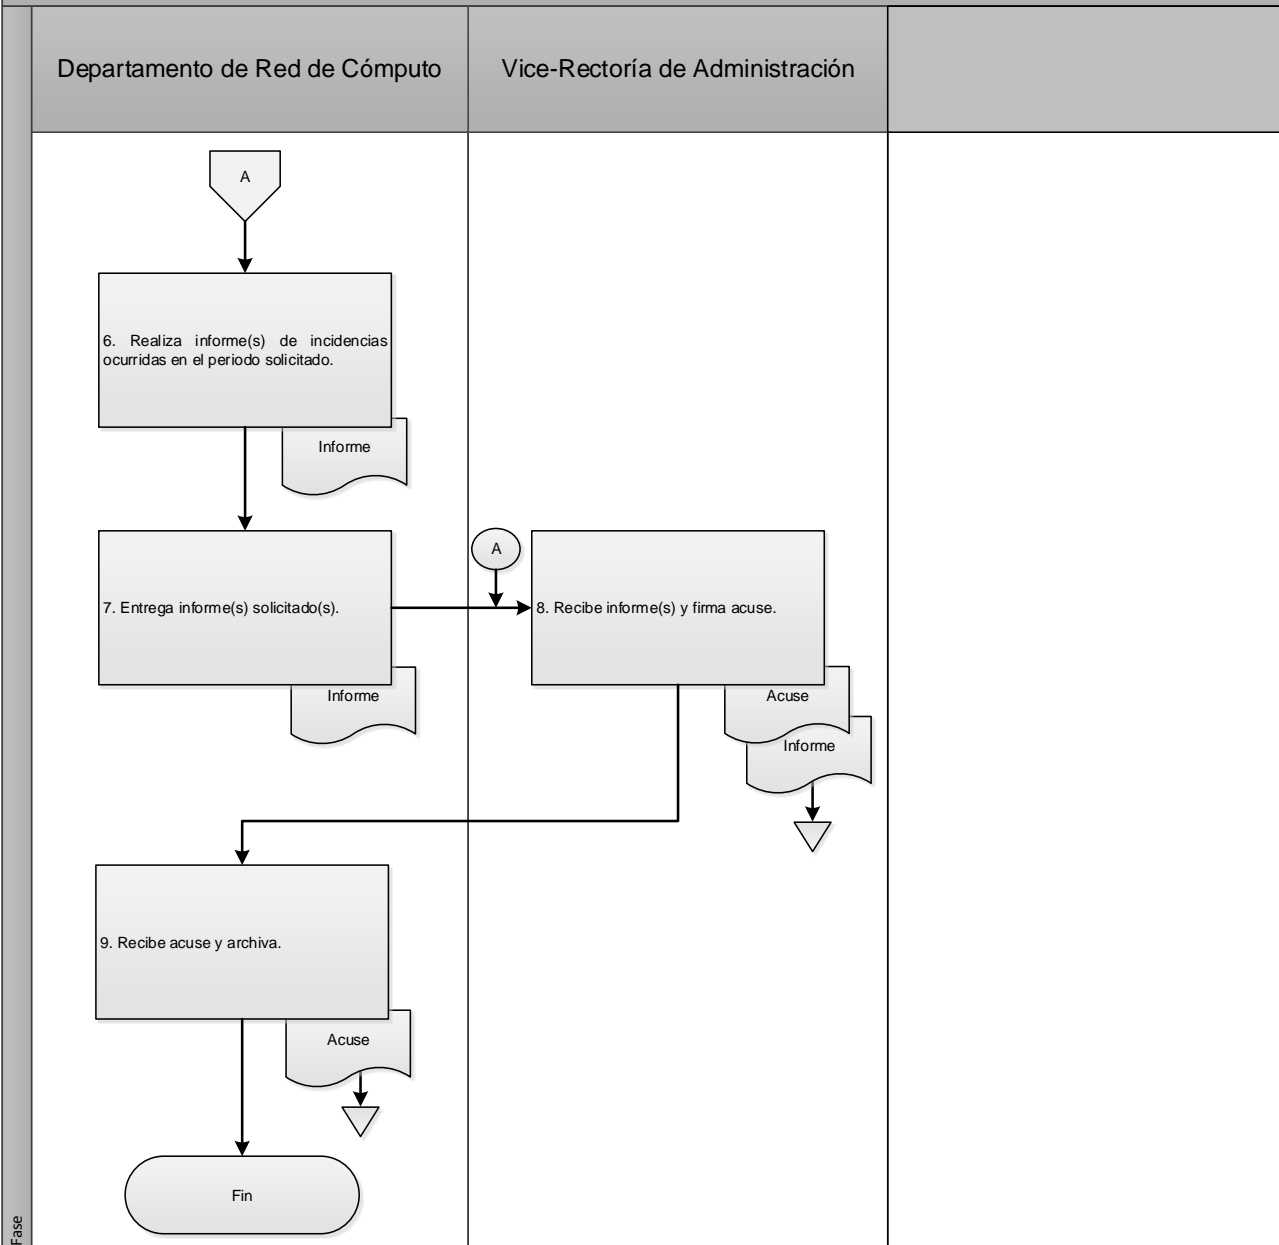 Departamento de Red de Cómputo
Vice-Rectoría de Administración
A
6. Realiza informe(s) de incidencias
ocurridas en el periodo solicitado.
Informe
7. Entrega informe(s) solicitado(s).
Informe
A
8. Recibe informe(s) y firma acuse.
Acuse
Informe
9. Recibe acuse y archiva.
Acuse
Fin
Fase